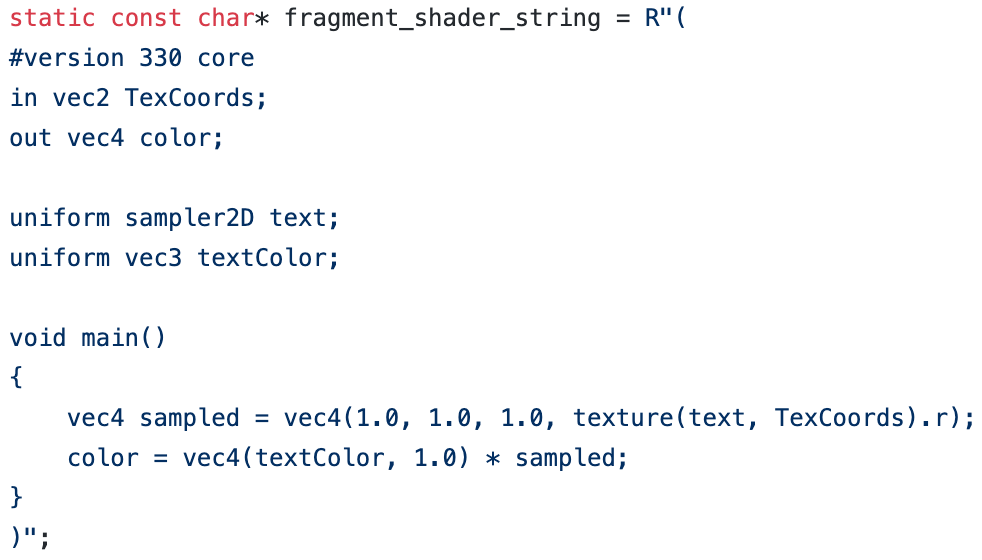 static const char* fragment_shader_string = R"(
#version 330 core
in vec2 TexCoords;
out vec4 color;

uniform sampler2D text;
uniform vec3 textColor;

void main()
{
    vec4 sampled = vec4(1.0, 1.0, 1.0, texture(text, TexCoords).r);
    color = vec4(textColor, 1.0) * sampled;
}
)";